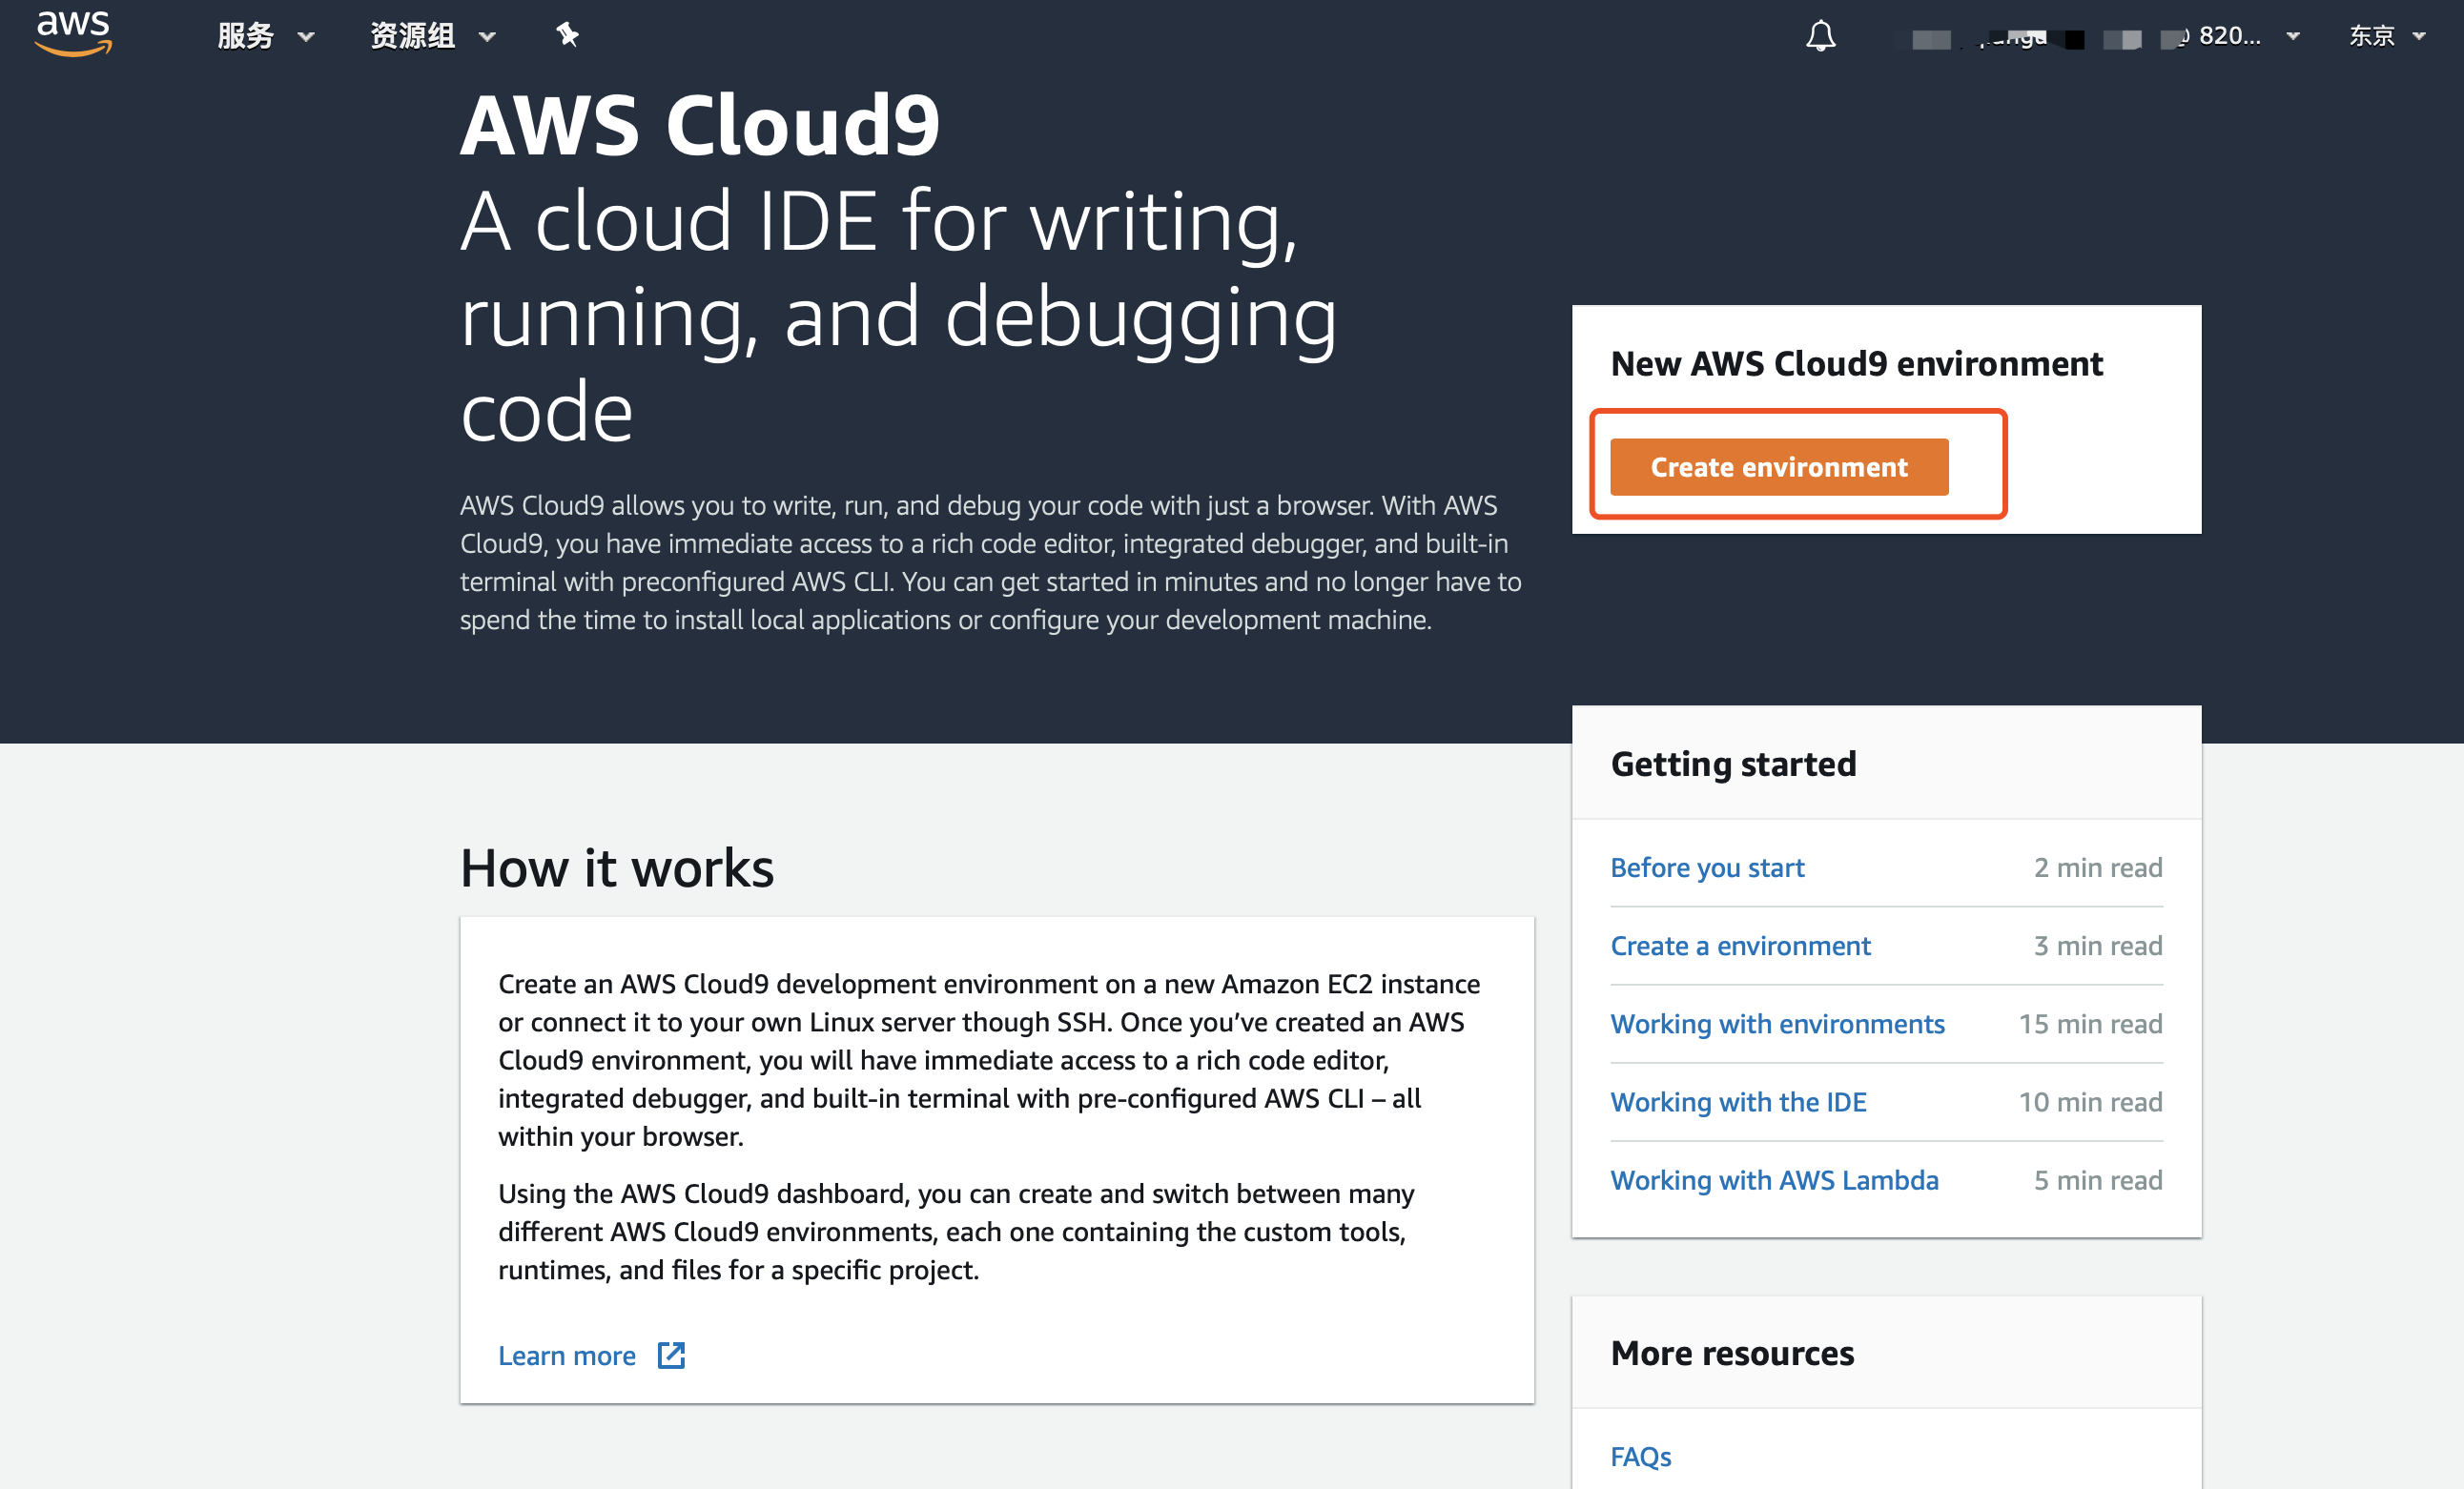 aws
服务
资源组
820...
东京
AWS Cloud9
A cloud IDE for writing,
running, and debugging
code
AWS Cloud9 allows you to write, run, and debug your code with just a browser. With AWS
Cloud9, you have immediate access to a rich code editor, integrated debugger, and built-in
terminal with preconfigured AWS CLI. You can get started in minutes and no longer have to
spend the time to install local applications or configure your development machine.
New AWS Cloud9 environment
Create environment
How it works
Create an AWS Cloud9 development environment on a new Amazon EC2 instance
or connect it to your own Linux server though SSH. Once you’ve created an AWS
Cloud9 environment, you will have immediate access to a rich code editor,
integrated debugger, and built-in terminal with pre-configured AWS CLI – all
within your browser.
Using the AWS Cloud9 dashboard, you can create and switch between many
different AWS Cloud9 environments, each one containing the custom tools,
runtimes, and files for a specific project.
Learn more
Getting started
Before you start 2 min read
Create a environment 3 min read
Working with environments 15 min read
Working with the IDE 10 min read
Working with AWS Lambda 5 min read
More resources
FAQs